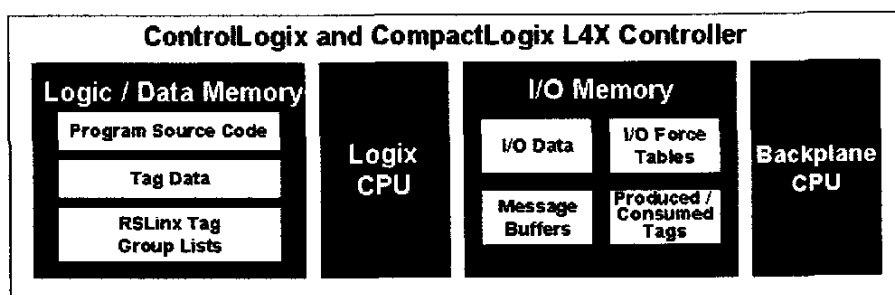 ControlLogix and CompactLogix L4X Controller
Logic / Data Memory
Program Source Code
Tag Data
RSLinx Tag
Group Lists
Logix
CPU
I/O Memory
I/O Data
I/O Force
Tables
Message
Buffers
Produced /
Consumed
Tags
Backplane
CPU